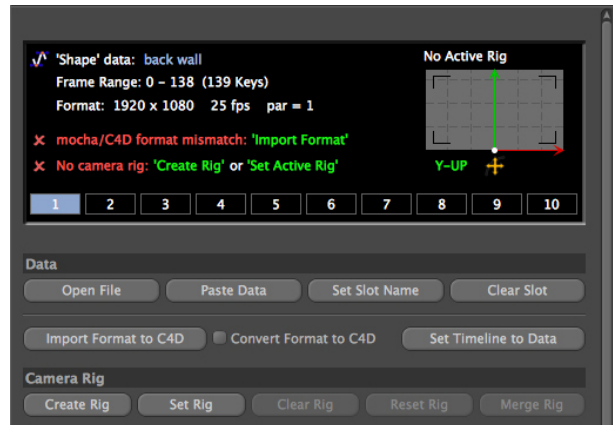 'Shape' data: back wall
No Active Rig
Frame Range: 0 – 138 (139 Keys)
Format: 1920 x 1080 25 fps par = 1
mocha/C4D format mismatch: 'Import Format'
No camera rig: 'Create Rig' or 'Set Active Rig'
Y-UP
1 2 3 4 5 6 7 8 9 10
Data
Open File Paste Data Set Slot Name Clear Slot
Import Format to C4D Convert Format to C4D Set Timeline to Data
Camera Rig
Create Rig Set Rig Clear Rig Reset Rig Merge Rig